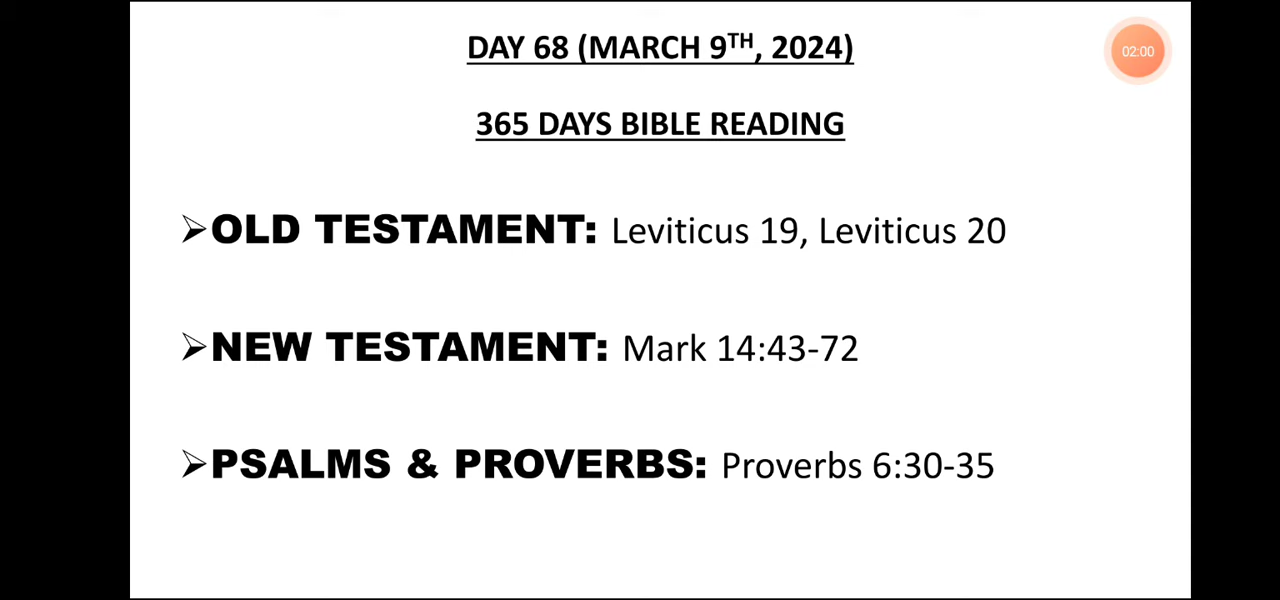 DAY 68 (MARCH 9TH, 2024)
02:00
365 DAYS BIBLE READING
➢OLD TESTAMENT: Leviticus 19, Leviticus 20
➢NEW TESTAMENT: Mark 14:43-72
➢PSALMS & PROVERBS: Proverbs 6:30-35